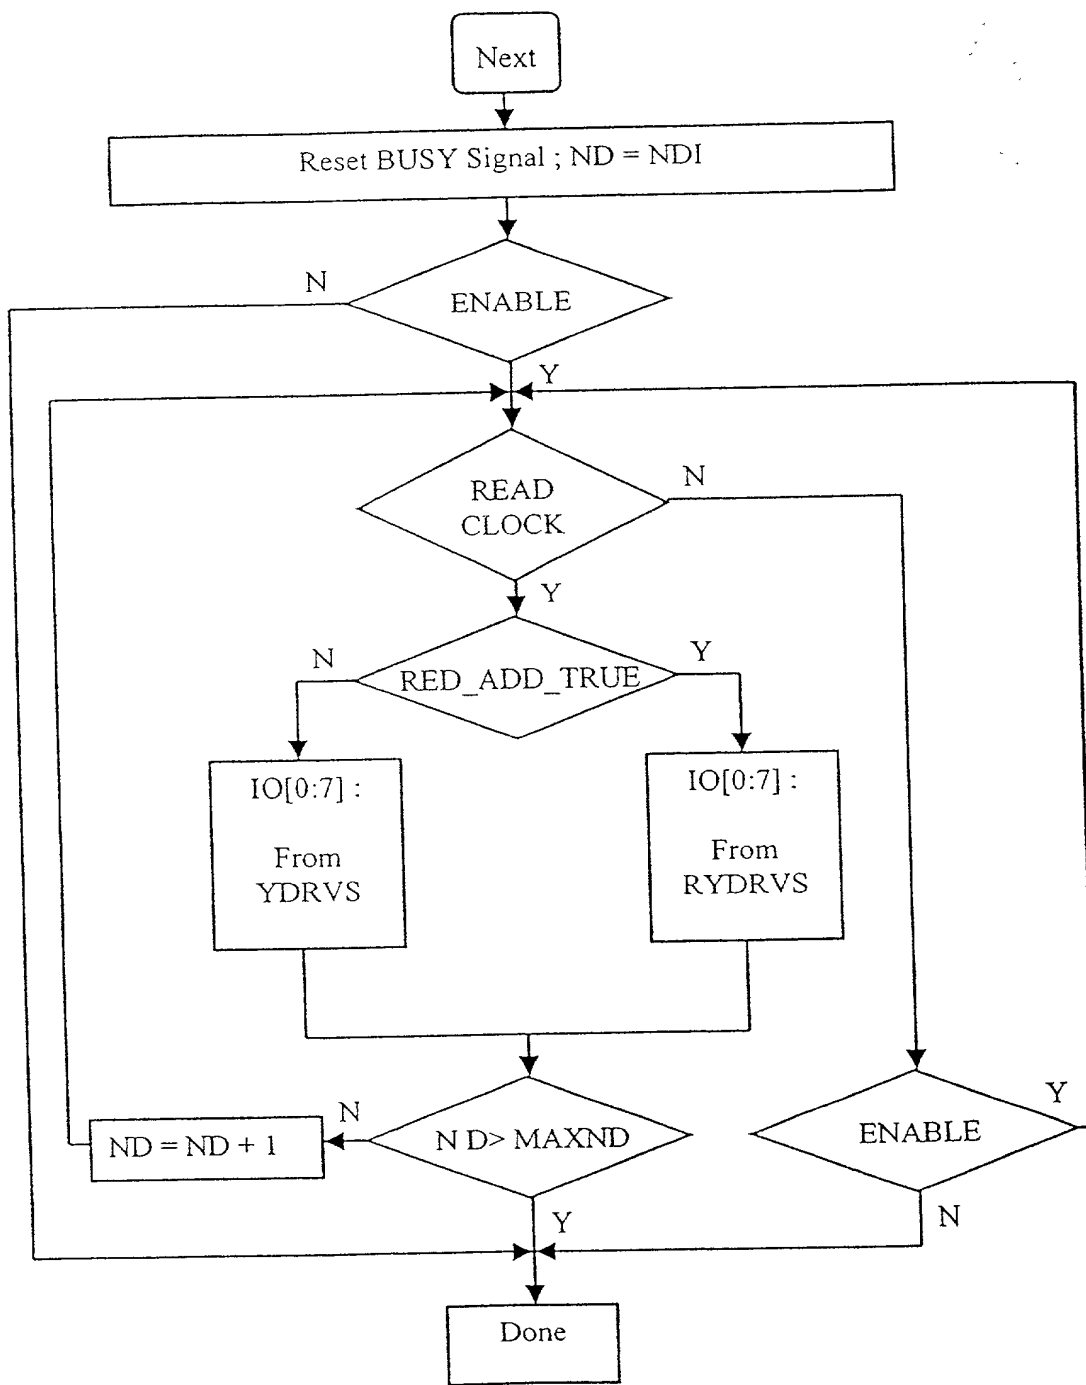 Next
Reset BUSY Signal ; ND = NDI
N
ENABLE
Y
READ
CLOCK
N
Y
N
RED_ADD_TRUE
Y
IO[0:7] :
From
YDRVS
IO[0:7] :
From
RYDRVS
ND = ND + 1
N
N D> MAXND
Y
ENABLE
Y
N
Done